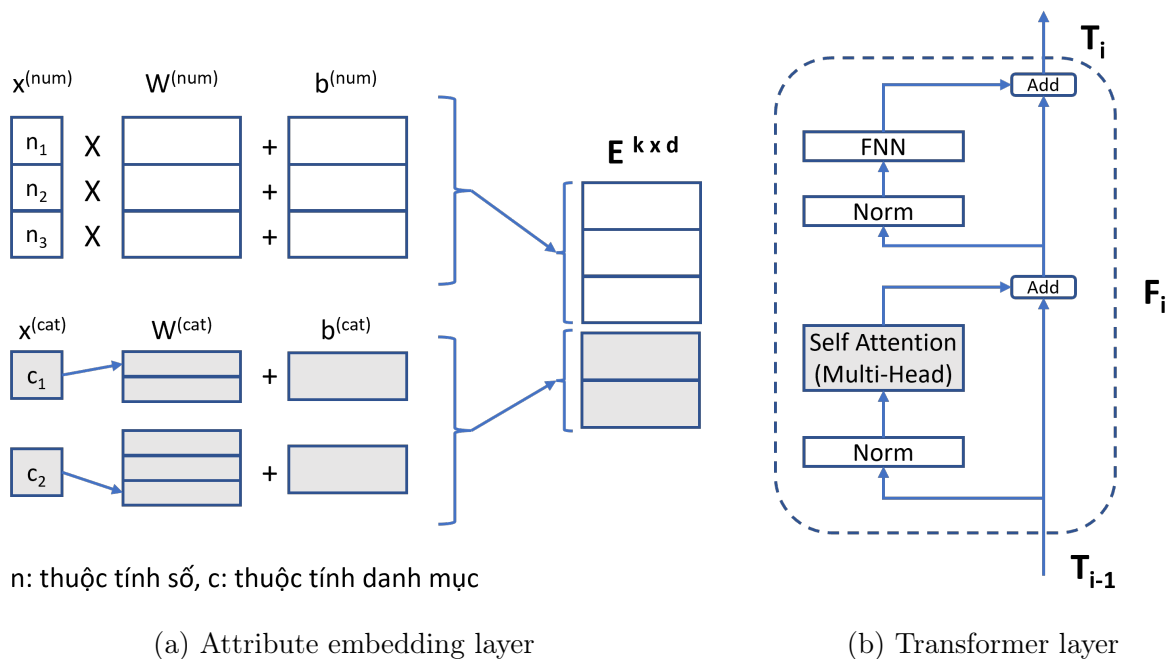 x(num) W(num) b(num)
n1 X +
n2 X +
n3 X +
E k x d
x(cat) W(cat) b(cat)
c1 +
c2 +
n: thuộc tính số, c: thuộc tính danh mục
(a) Attribute embedding layer
Ti
Add
FNN
Norm
Add
Fi
Self Attention
(Multi-Head)
Norm
Ti-1
(b) Transformer layer